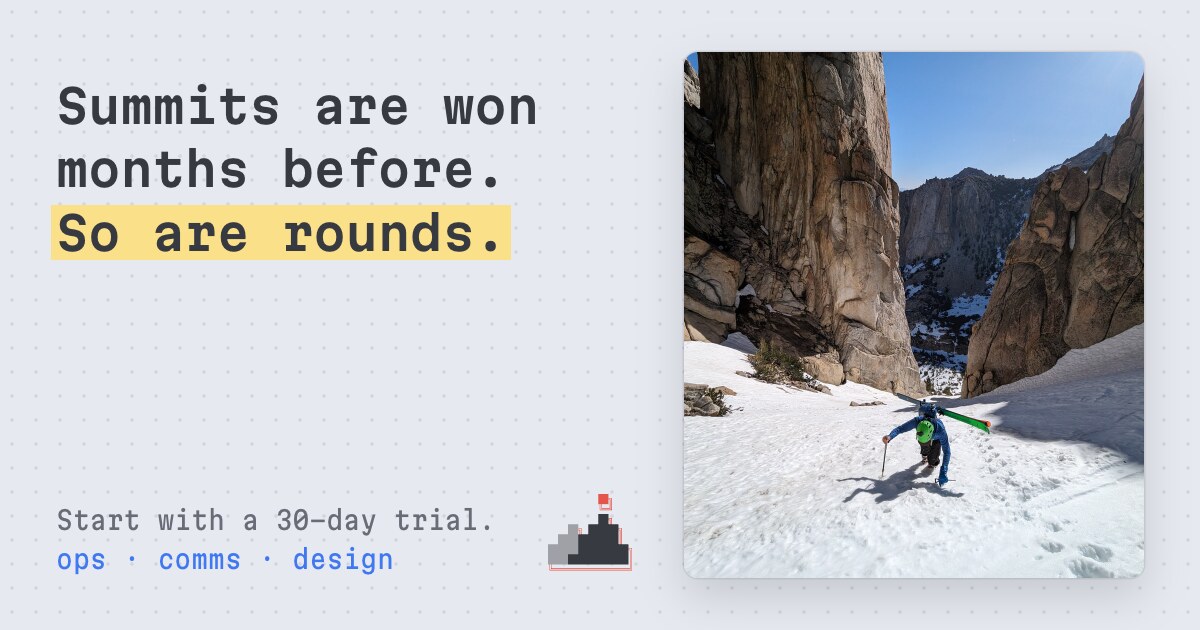 Summits are won
months before.
So are rounds.
Start with a 30-day trial.
ops · comms · design